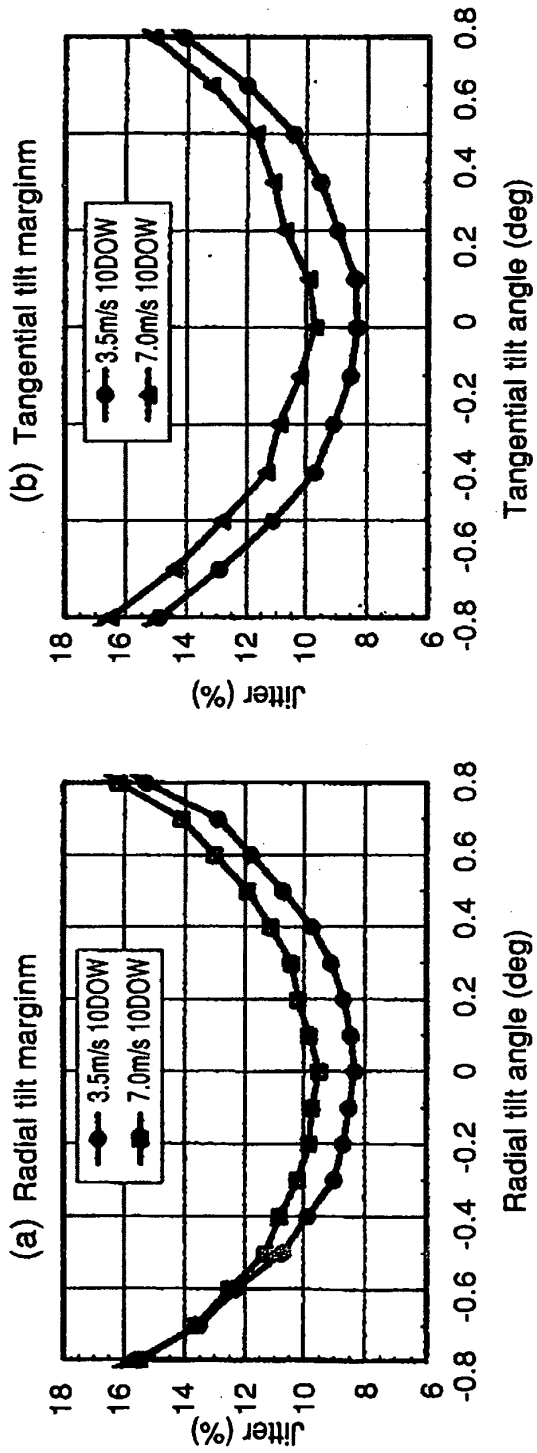 (a) Radial tilt marginm
3.5m/s 10DOW
7.0m/s 10DOW
Jitter (%)
18
16
14
12
10
8
6
-0.8 -0.6 -0.4 -0.2 0 0.2 0.4 0.6 0.8
Radial tilt angle (deg)
(b) Tangential tilt marginm
3.5m/s 10DOW
7.0m/s 10DOW
Jitter (%)
18
16
14
12
10
8
6
-0.8 -0.6 -0.4 -0.2 0 0.2 0.4 0.6 0.8
Tangential tilt angle (deg)